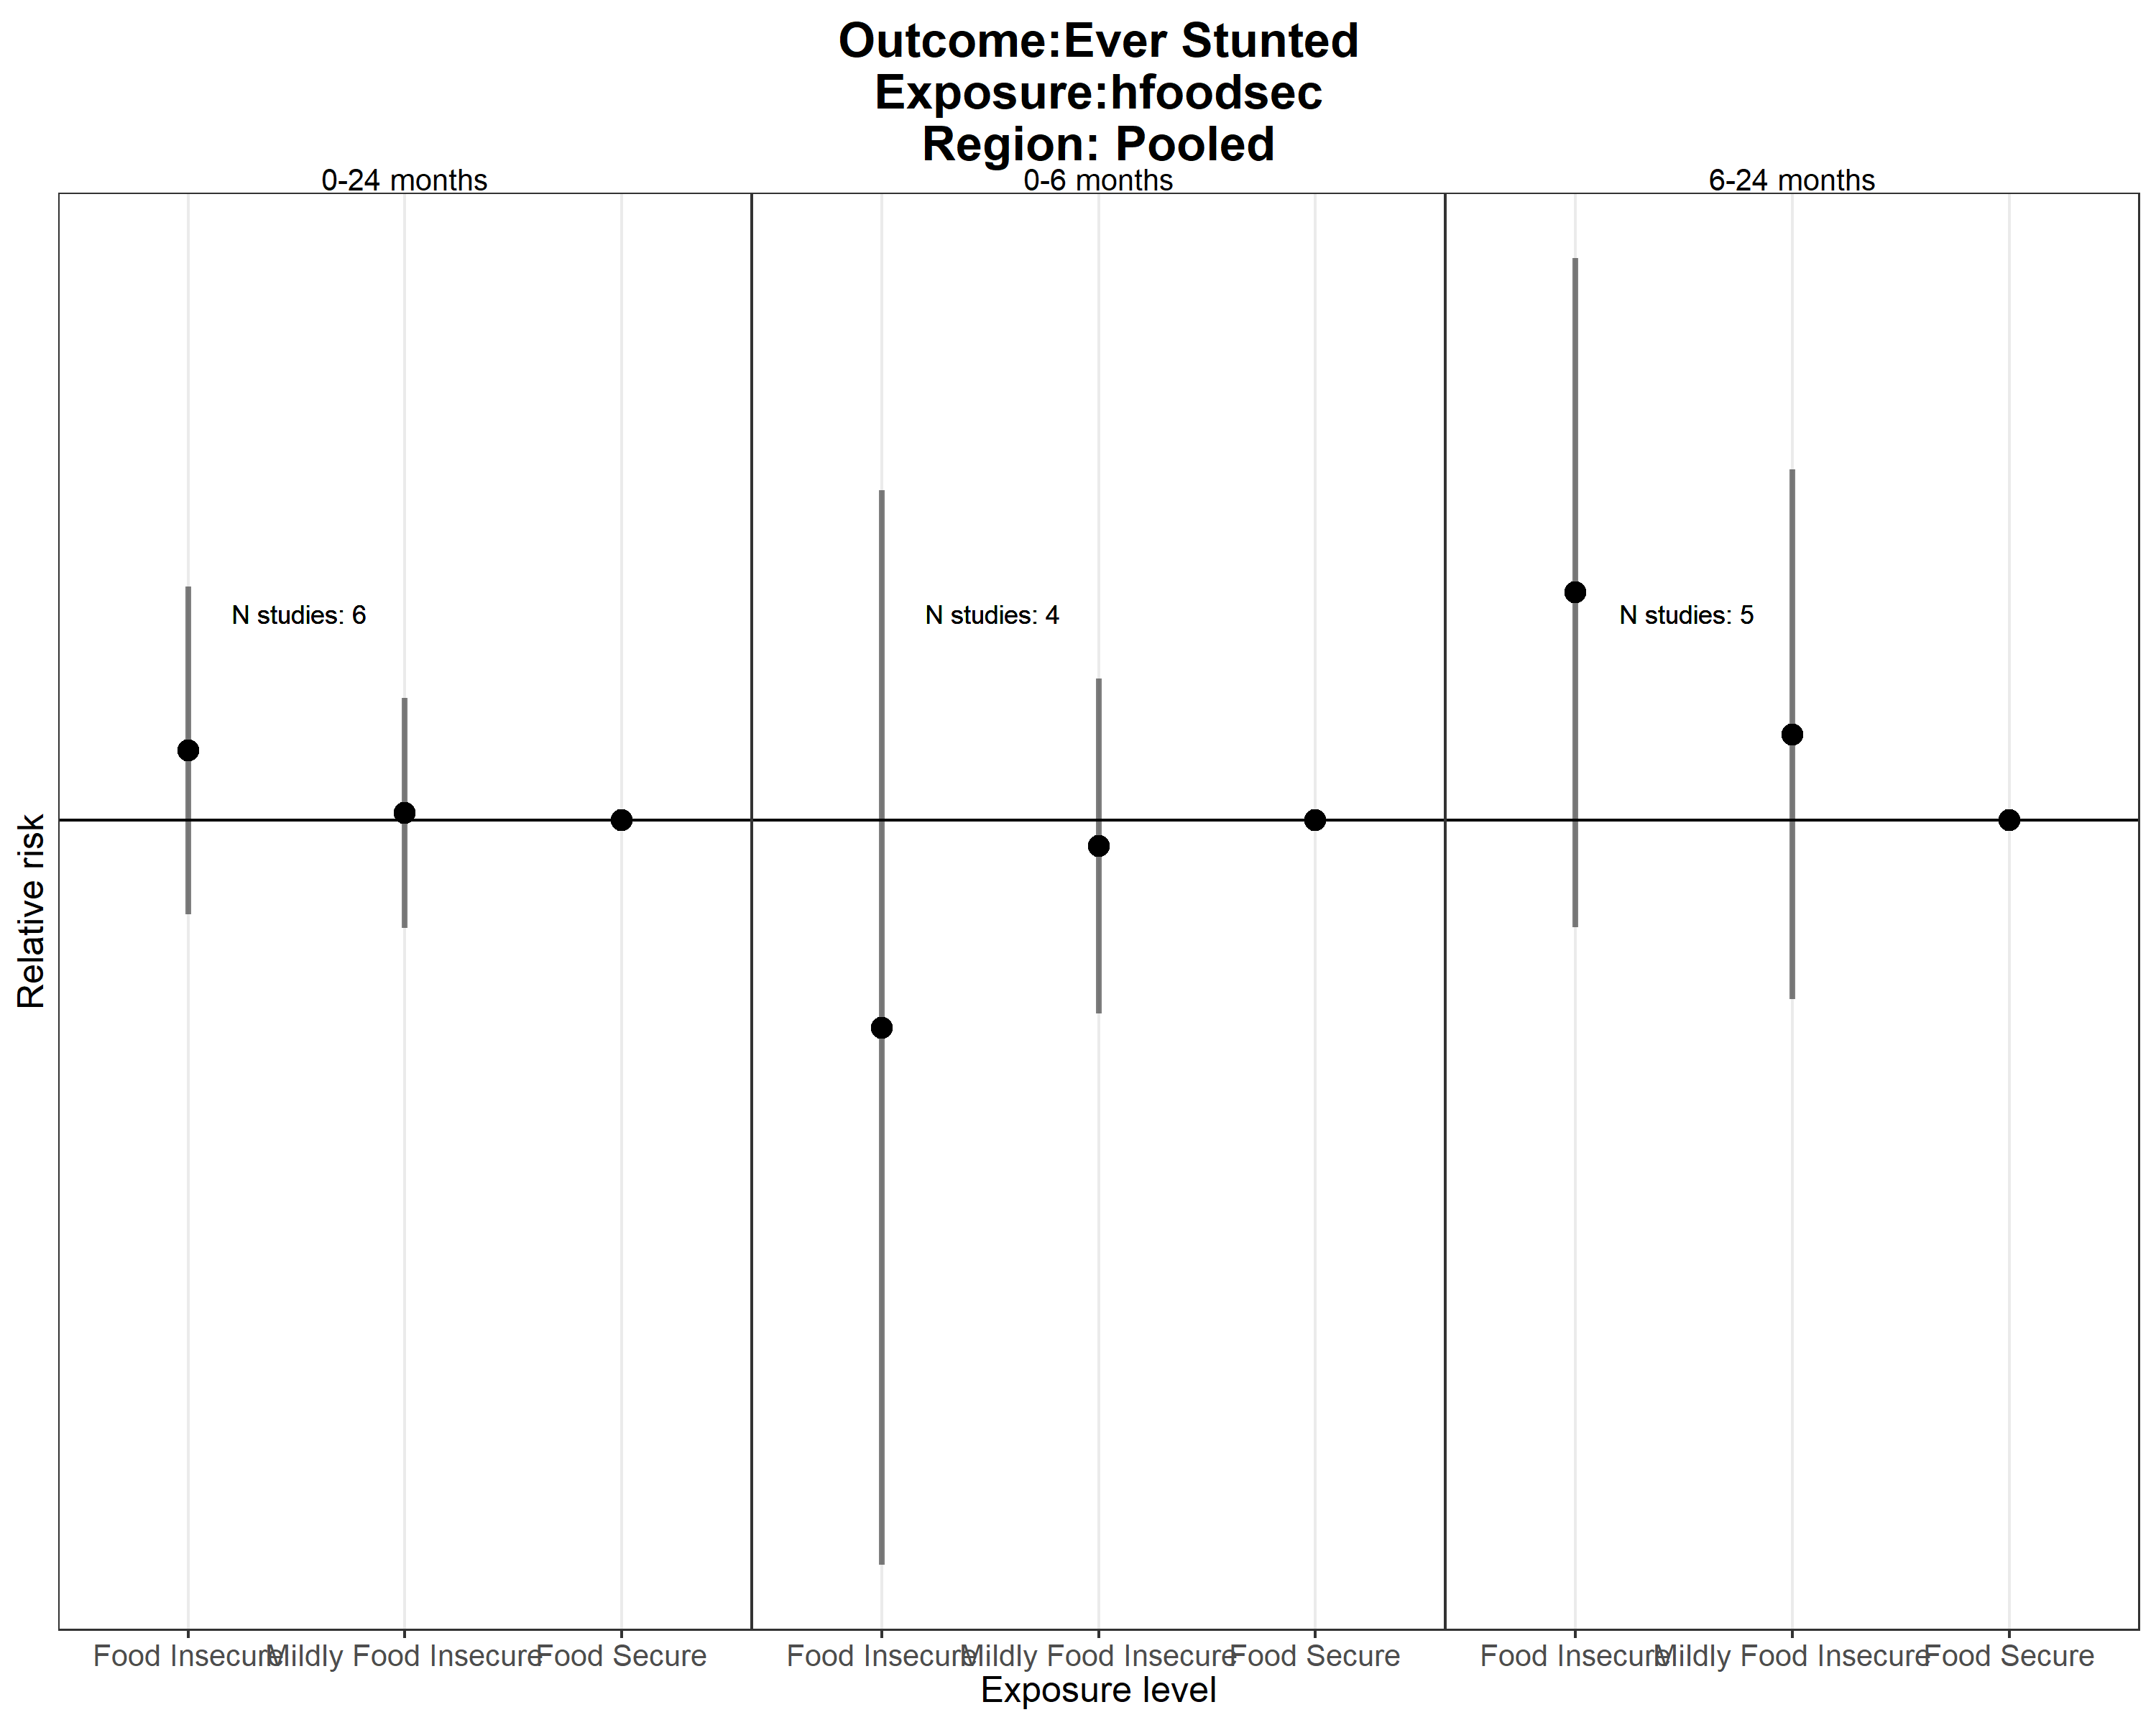 Outcome:Ever Stunted
Exposure:hfoodsec
Region: Pooled
0-24 months
0-6 months
6-24 months
N studies: 6
N studies: 4
N studies: 5
Relative risk
Food Insecure
Mildly Food Insecure
Food Secure
Food Insecure
Mildly Food Insecure
Food Secure
Food Insecure
Mildly Food Insecure
Food Secure
Exposure level